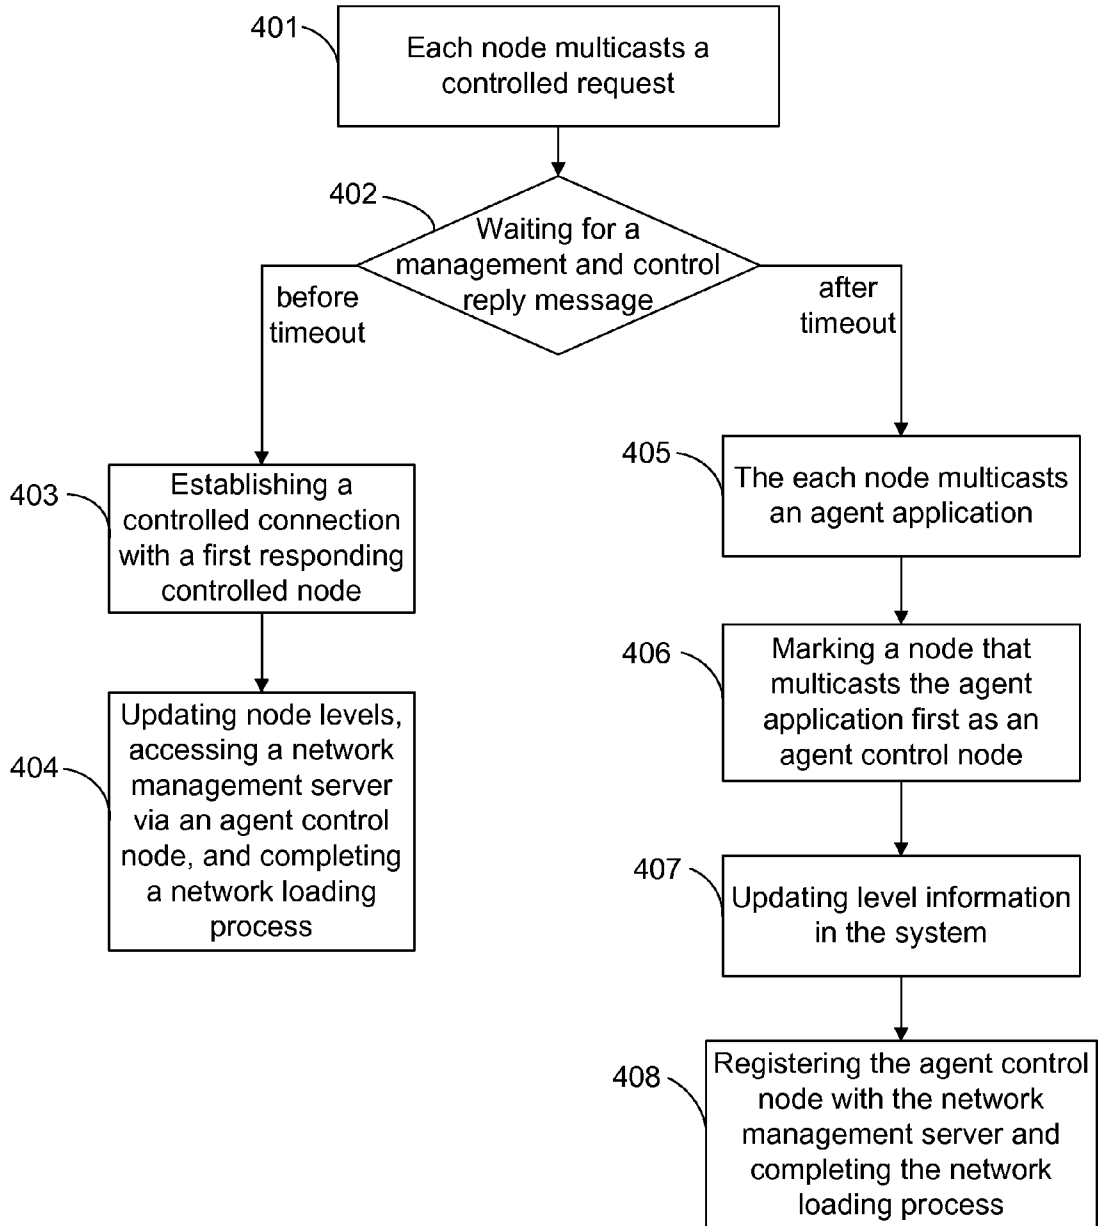 401
Each node multicasts a
controlled request
402
Waiting for a
management and control
reply message
before
timeout
after
timeout
403
Establishing a
controlled connection
with a first responding
controlled node
404
Updating node levels,
accessing a network
management server
via an agent control
node, and completing
a network loading
process
405
The each node multicasts
an agent application
406
Marking a node that
multicasts the agent
application first as an
agent control node
407
Updating level information
in the system
408
Registering the agent control
node with the network
management server and
completing the network
loading process